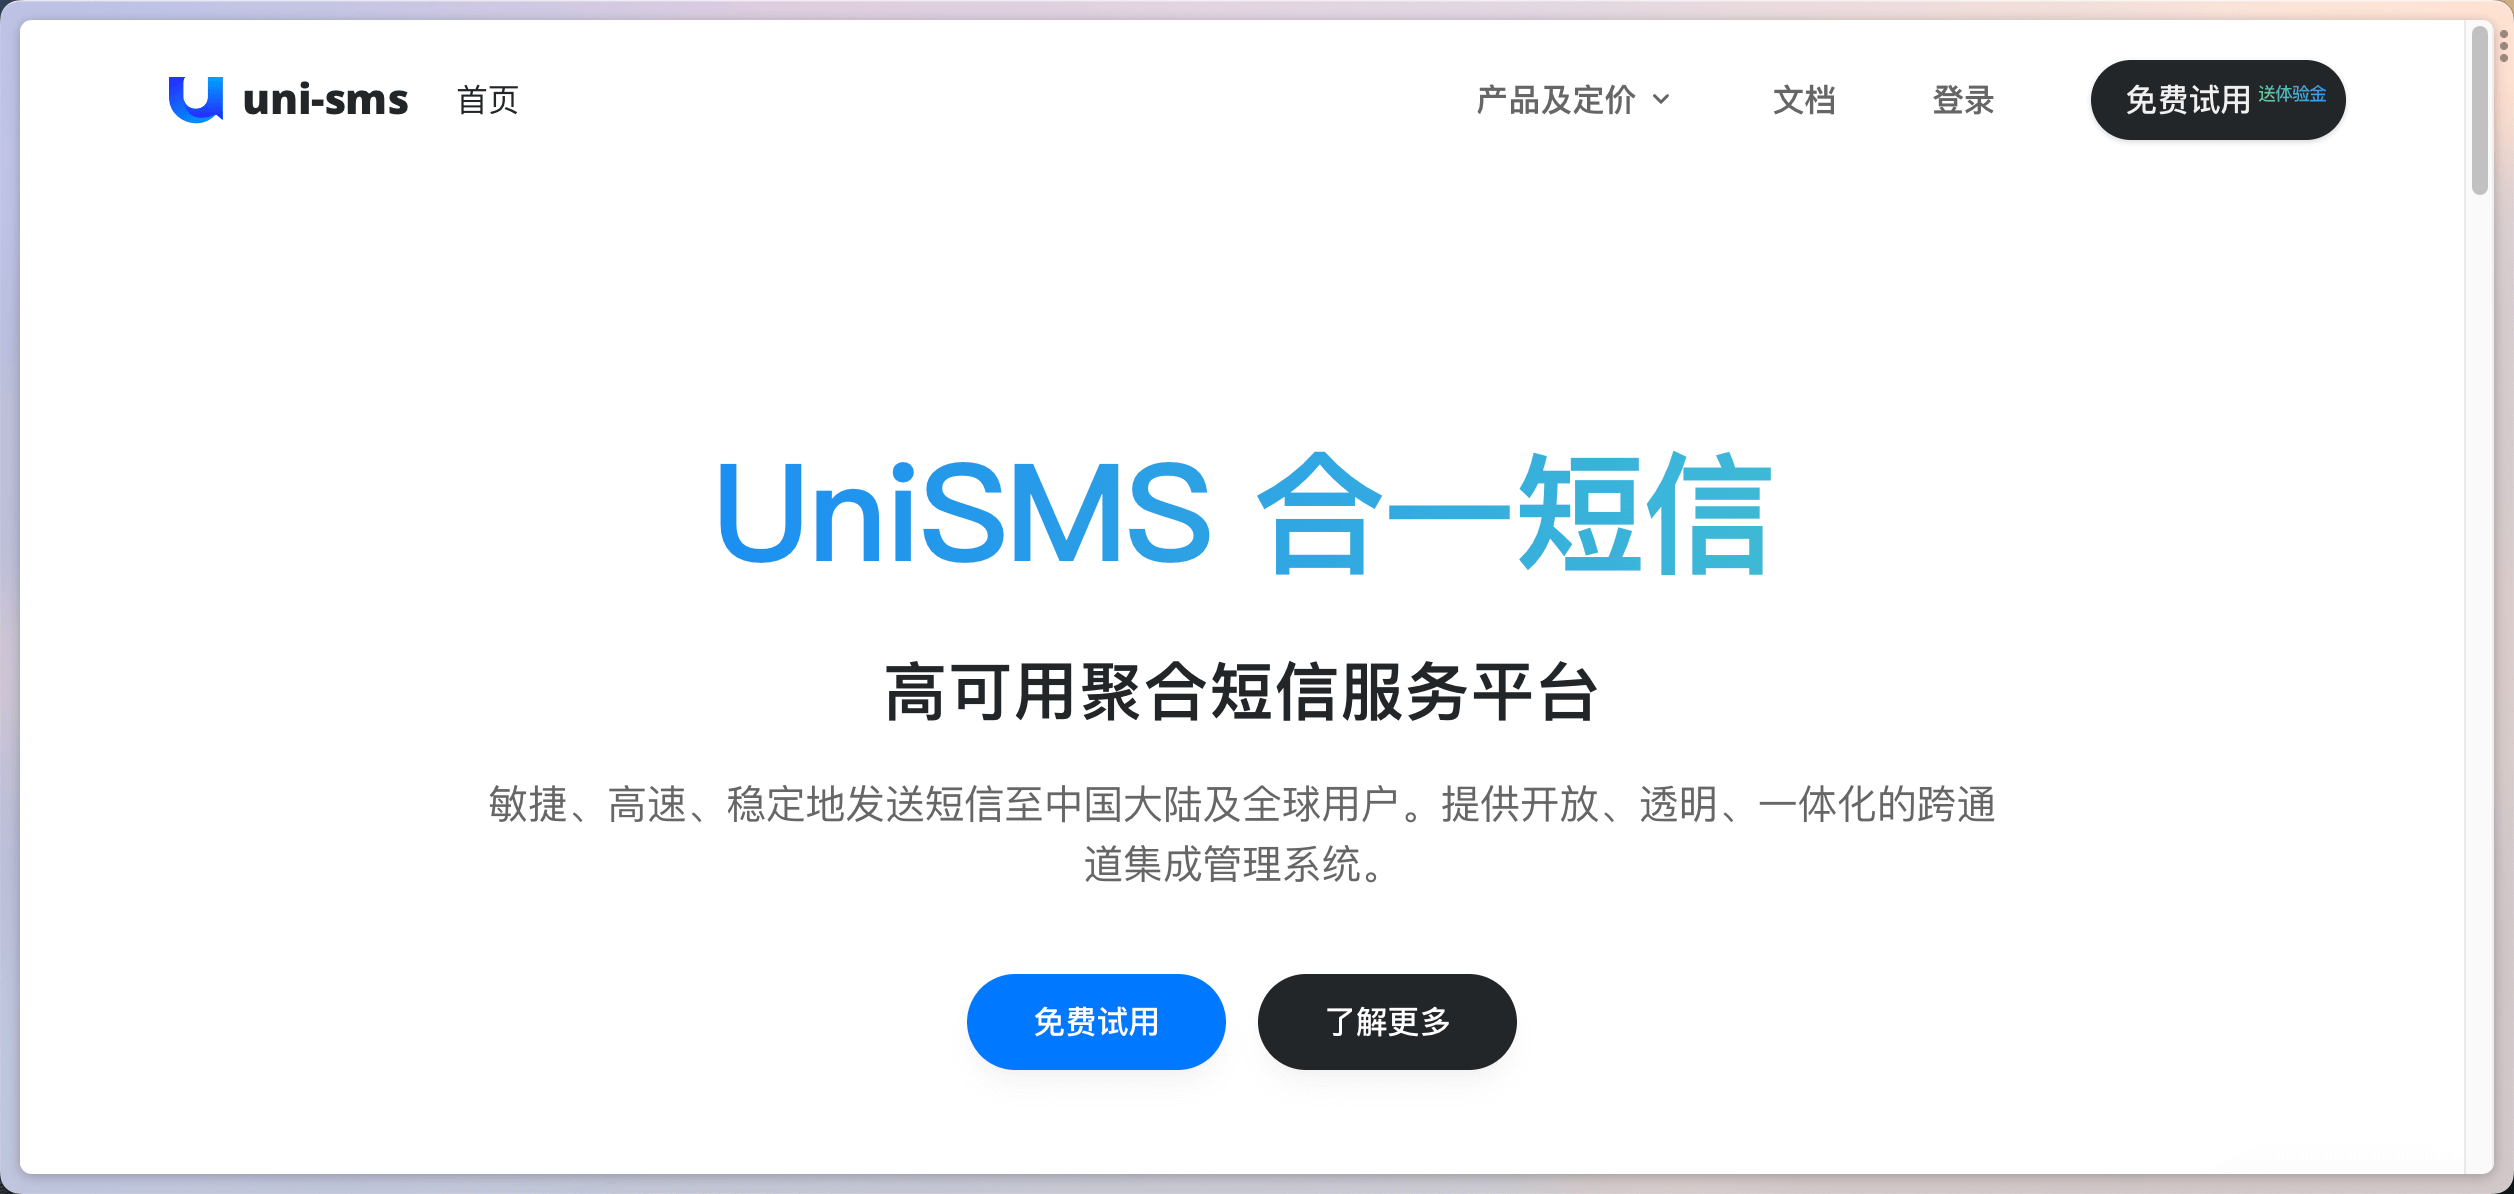 uni-sms 首页 产品及定价 文档 登录 免费试用 送体验金
UniSMS 合一短信
高可用聚合短信服务平台
敏捷、高速、稳定地发送短信至中国大陆及全球用户。提供开放、透明、一体化的跨通
道集成管理系统。
免费试用 了解更多